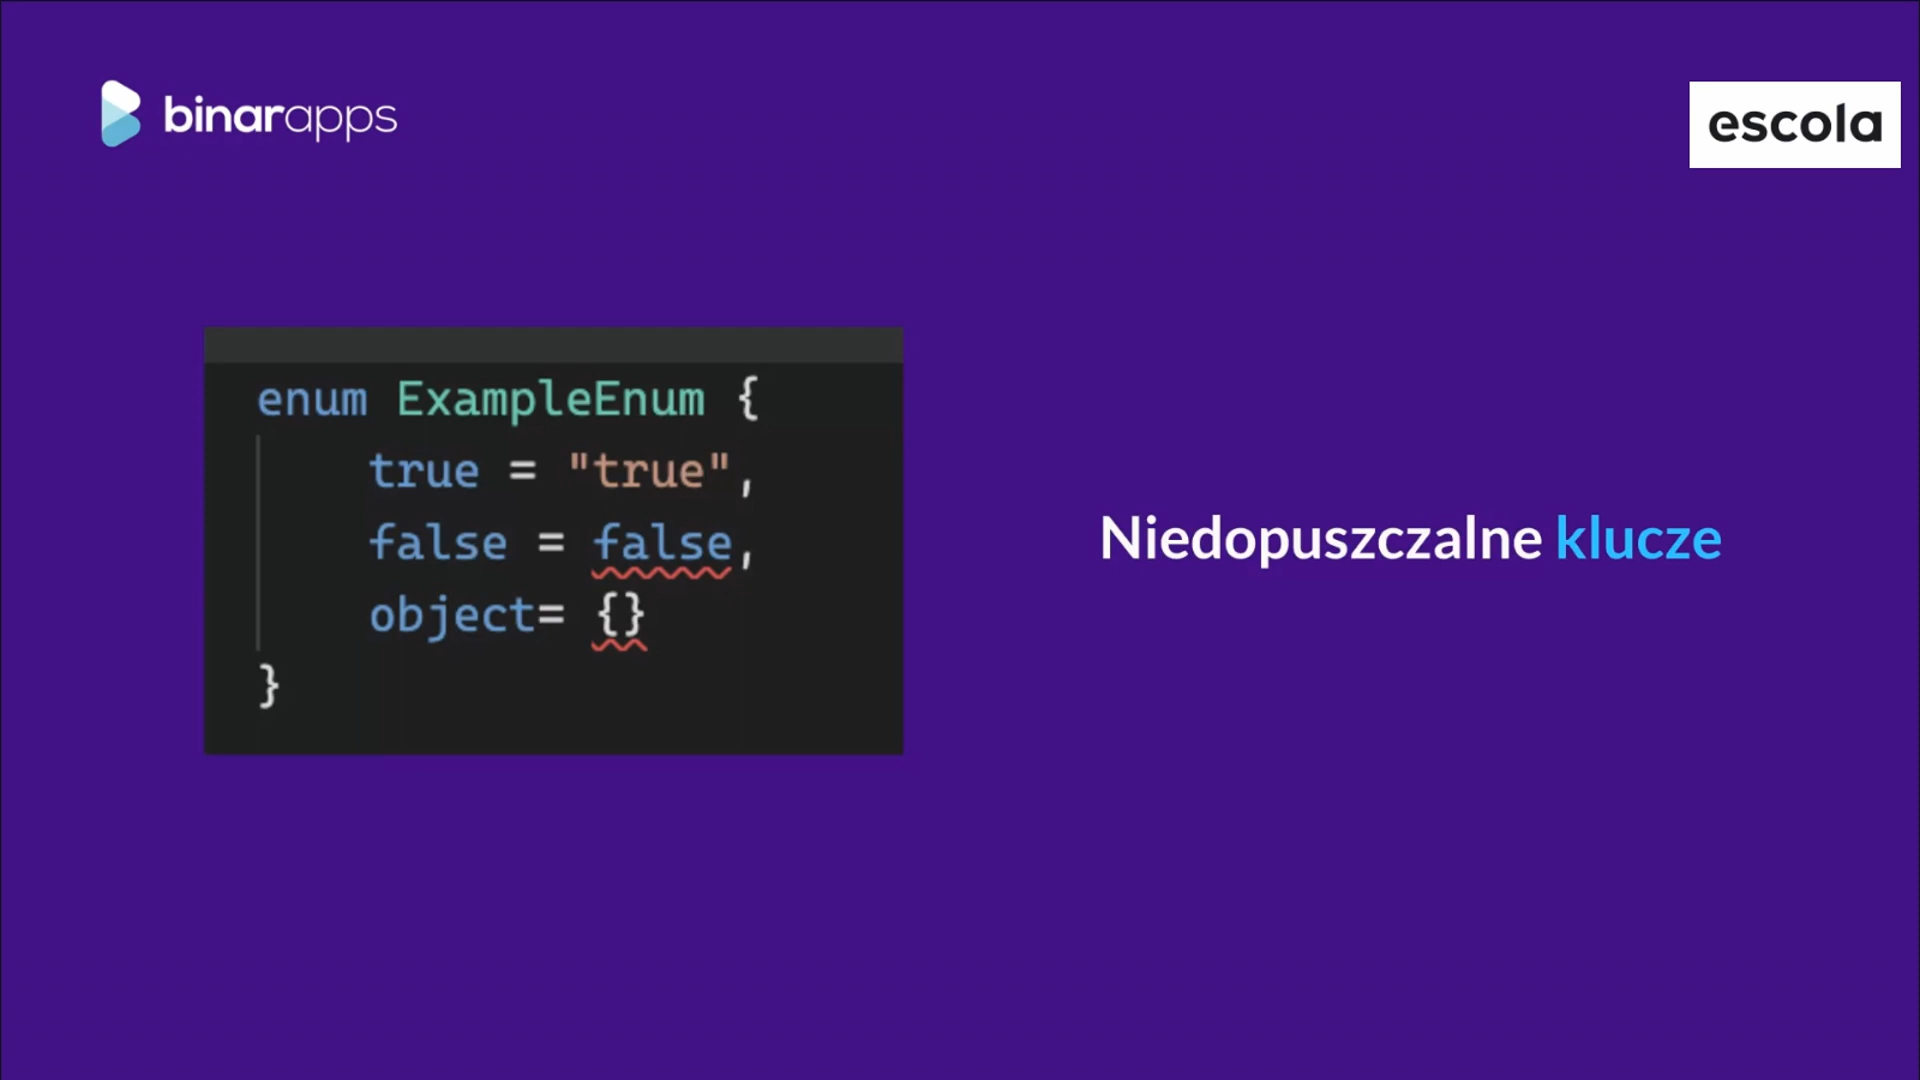 binarapps
escola
enum ExampleEnum {
true = "true",
false = false,
object= {}
}
Niedopuszczalne klucze